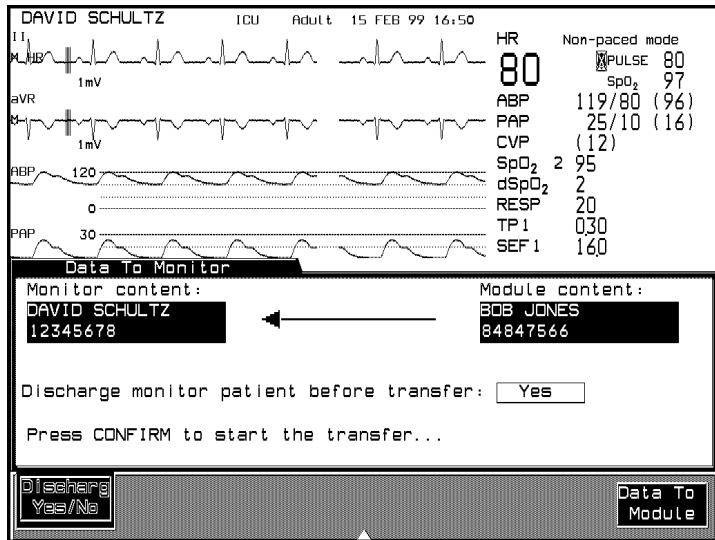 DAVID SCHULTZ ICU Adult 15 FEB 99 16:50
II
M HR
1mV
aVR
M
1mV
ABP 120
0
PAP 30
HR Non-paced mode
80 PULSE 80
SpO₂ 97
ABP 119/80 (96)
PAP 25/10 (16)
CVP (12)
SpO₂ 2 95
dSpO₂ 2
RESP 20
TP1 0.30
SEF1 16.0
Data To Monitor
Monitor content:
DAVID SCHULTZ
12345678
Module content:
BOB JONES
84847566
Discharge monitor patient before transfer: Yes
Press CONFIRM to start the transfer...
Discharg
Yes/No
Data To
Module